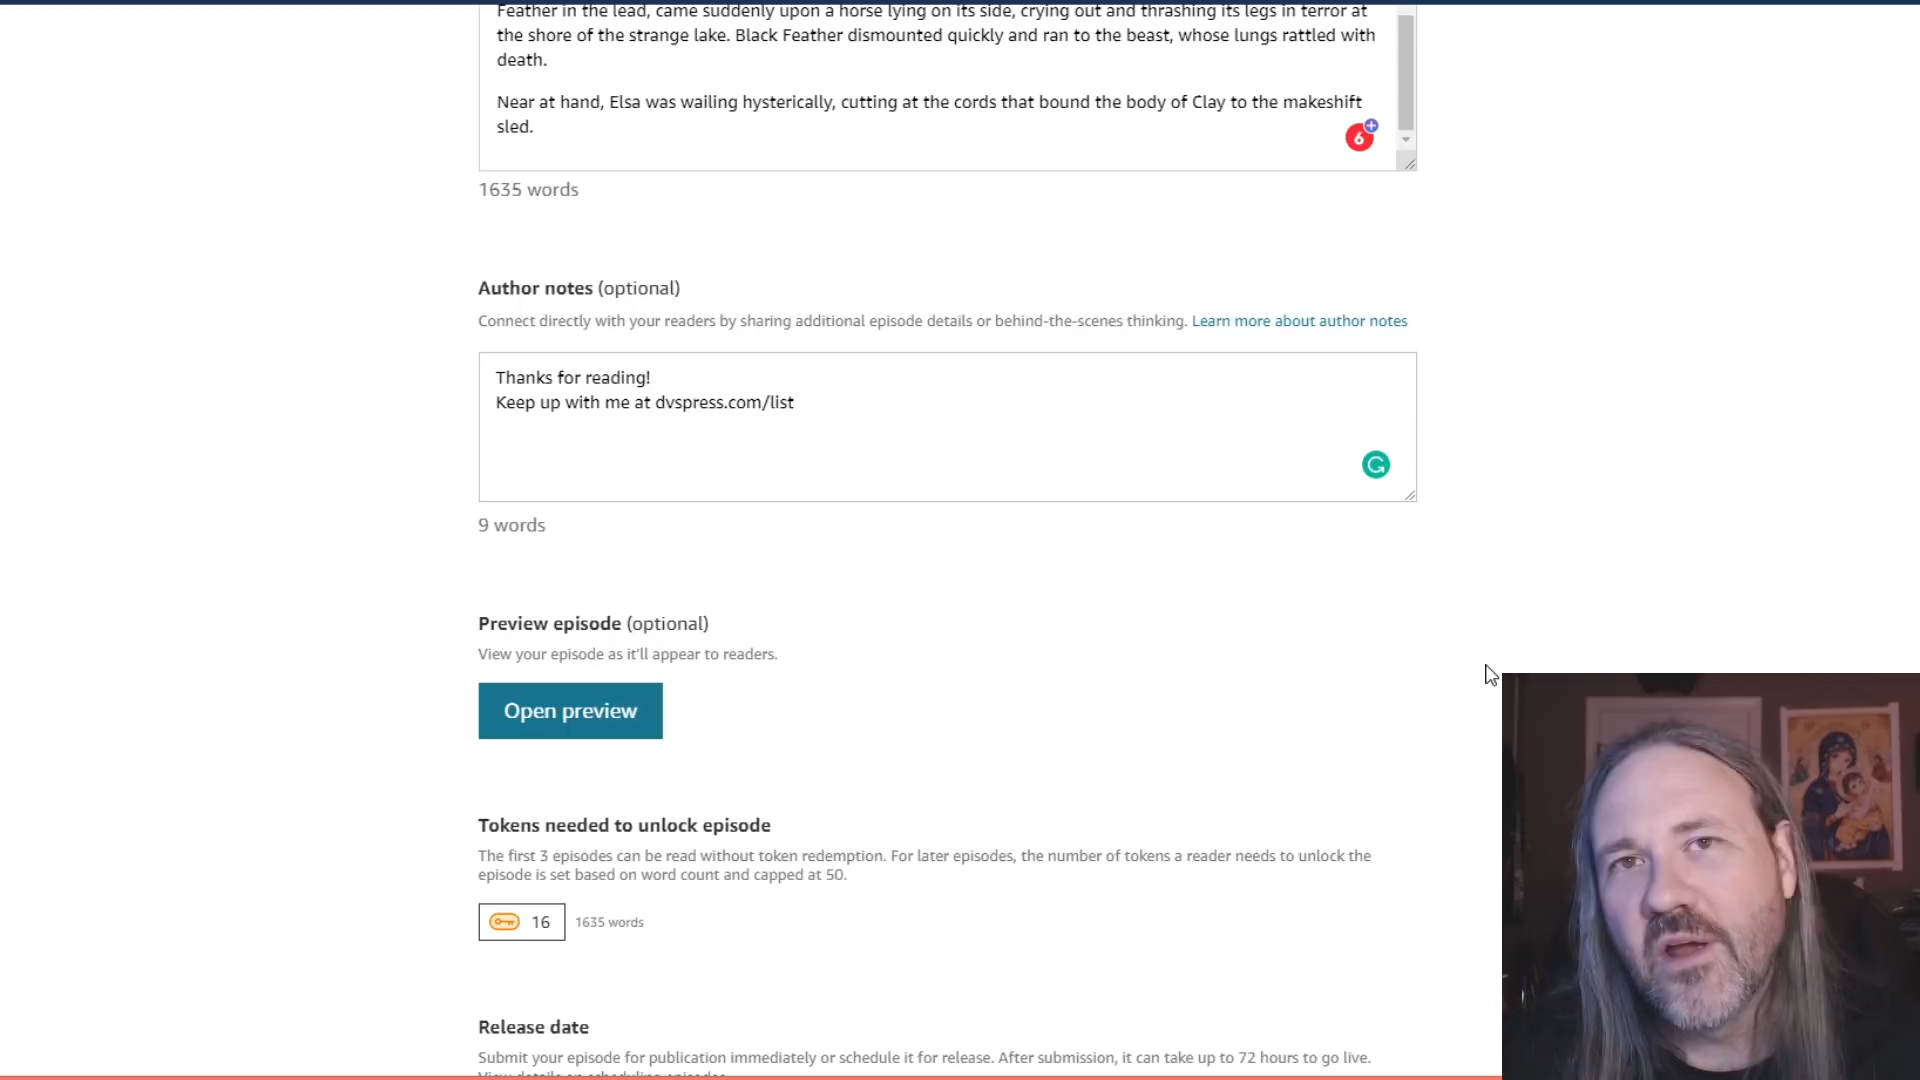 Feather in the lead, came suddenly upon a horse lying on its side, crying out and thrashing its legs in terror at
the shore of the strange lake. Black Feather dismounted quickly and ran to the beast, whose lungs rattled with
death.
Near at hand, Elsa was wailing hysterically, cutting at the cords that bound the body of Clay to the makeshift
sled.
6
1635 words
Author notes (optional)
Connect directly with your readers by sharing additional episode details or behind-the-scenes thinking. Learn more about author notes
Thanks for reading!
Keep up with me at dvspress.com/list
9 words
Preview episode (optional)
View your episode as it'll appear to readers.
Open preview
Tokens needed to unlock episode
The first 3 episodes can be read without token redemption. For later episodes, the number of tokens a reader needs to unlock the
episode is set based on word count and capped at 50.
16 1635 words
Release date
Submit your episode for publication immediately or schedule it for release. After submission, it can take up to 72 hours to go live.
View details on scheduling episodes